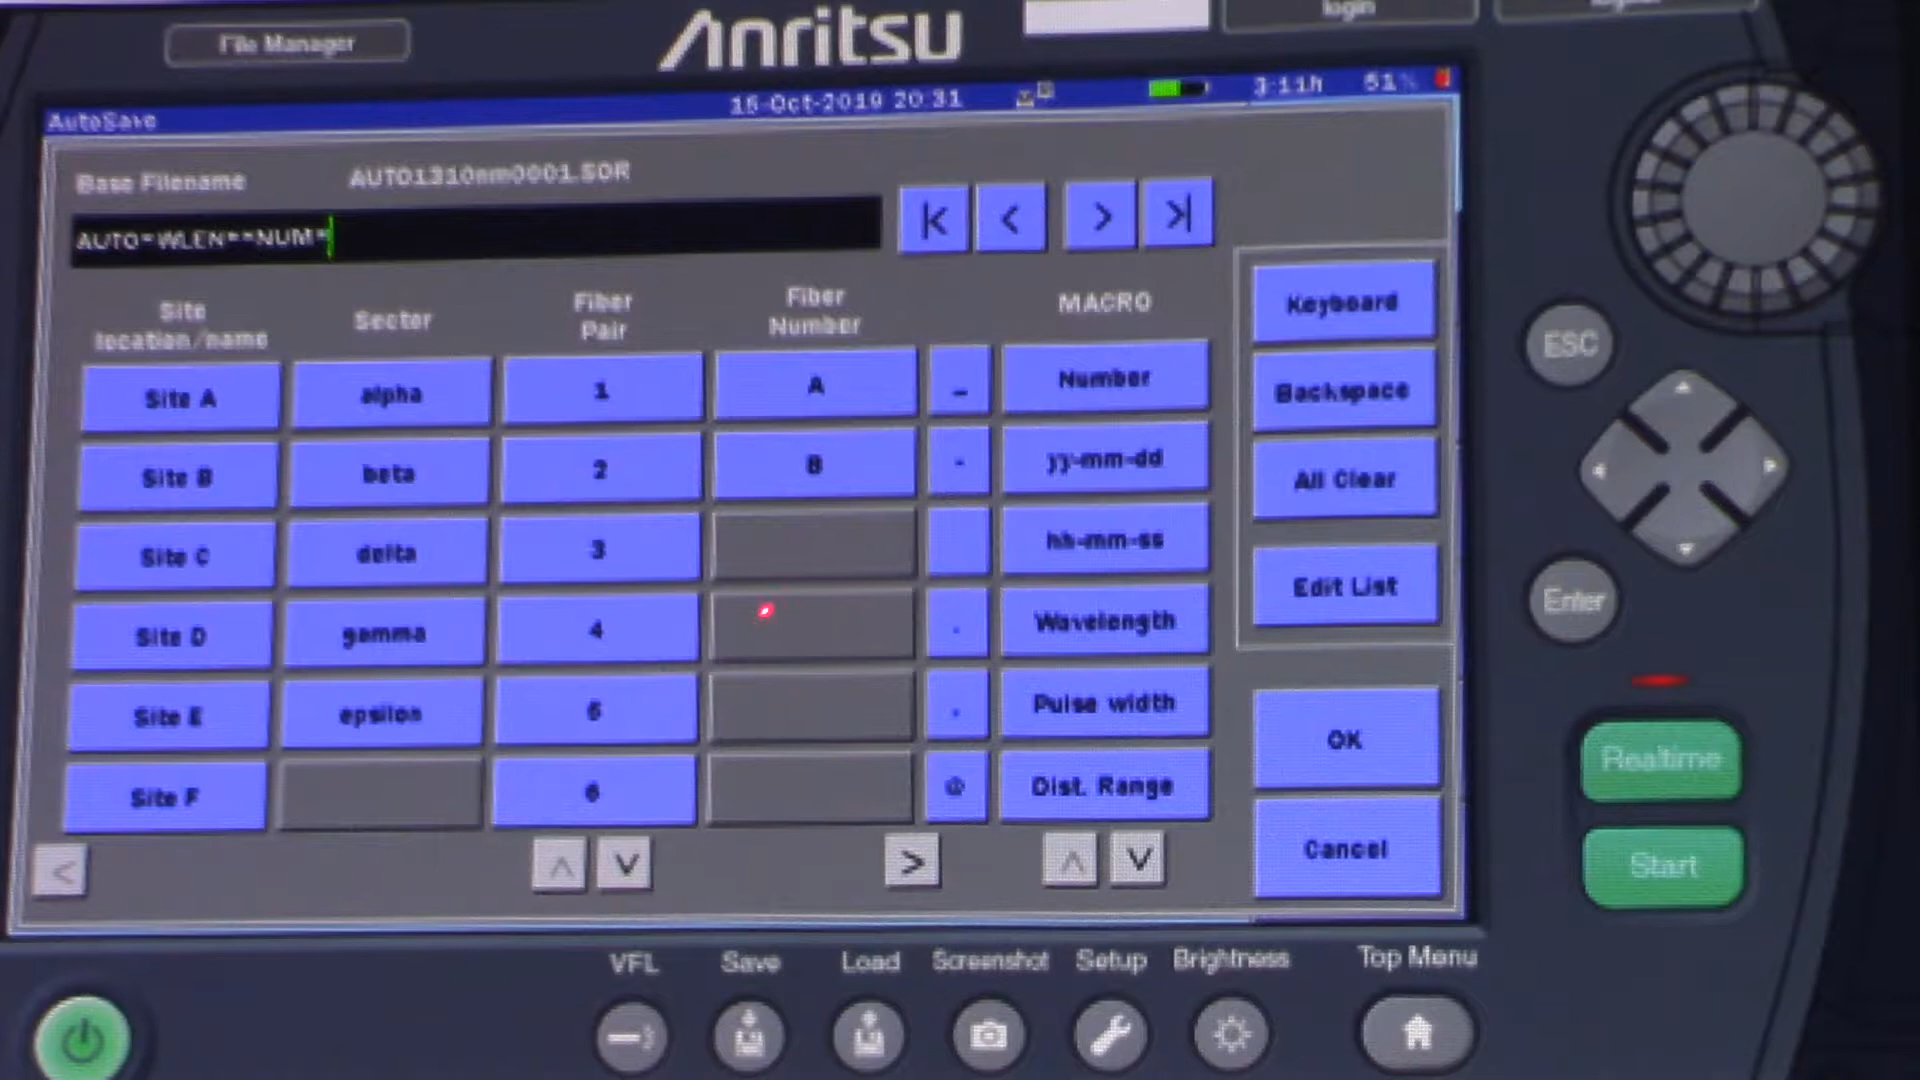 File Manager
Anritsu
login
AutoSave
15-Oct-2019 20:31
3:11h
51%
Base Filename
AUTO1310nm0001.SOR
AUTO*WLEN**NUM*
|< < > >|
Site location/name
Sector
Fiber Pair
Fiber Number
MACRO
Keyboard
Site A
alpha
1
A
_
Number
Backspace
Site B
beta
2
B
-
yy-mm-dd
All Clear
Site C
delta
3
hh-mm-ss
Edit List
Site D
gamma
4
Wavelength
Site E
epsilon
5
Pulse width
OK
Site F
6
@
Dist. Range
Cancel
<
>
ESC
Enter
Realtime
Start
VFL
Save
Load
Screenshot
Setup
Brightness
Top Menu